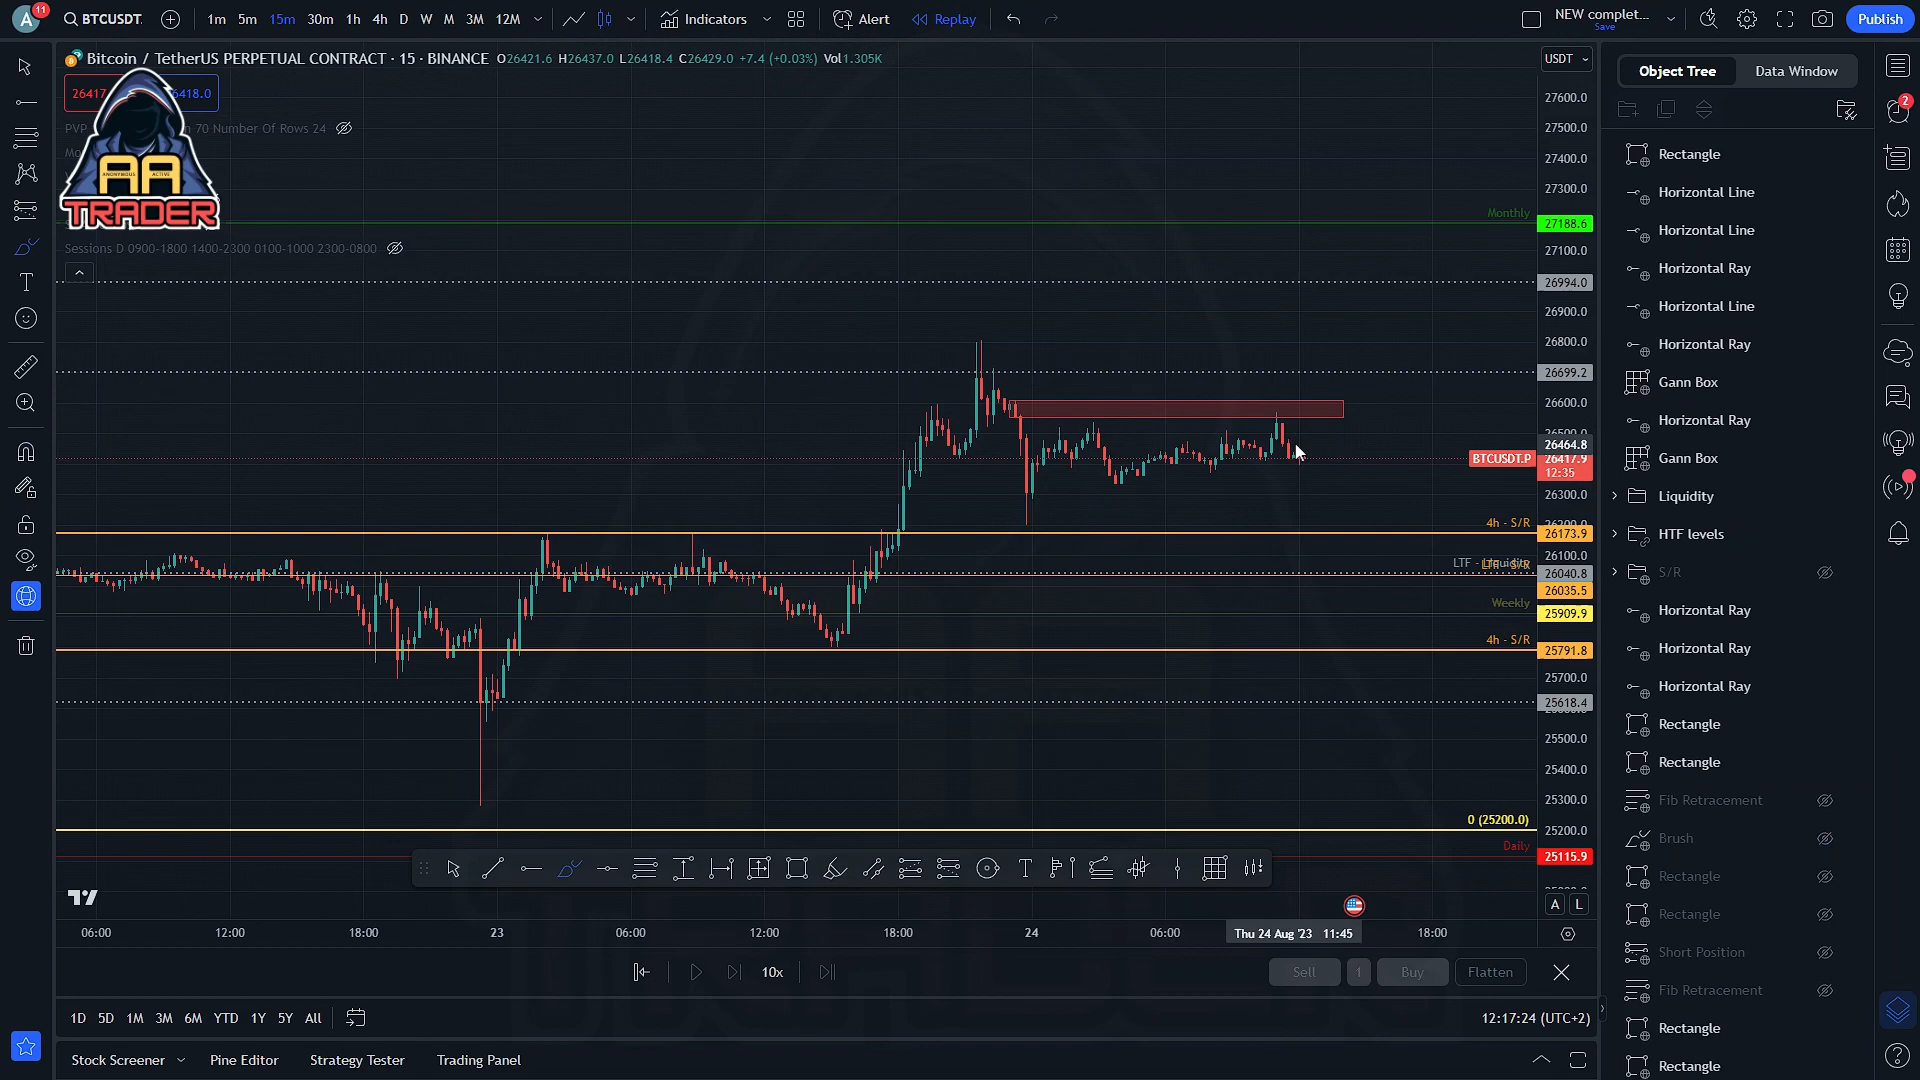 A 11 BTCUSDT. 1m 5m 15m 30m 1h 4h D W M 3M 12M Indicators Alert Replay NEW complet... Save Publish
Bitcoin / TetherUS PERPETUAL CONTRACT · 15 · BINANCE O26421.6 H26437.0 L26418.4 C26429.0 +7.4 (+0.03%) Vol1.305K
USDT
26417 6418.0
PVP n 70 Number Of Rows 24
Sessions D 0900-1800 1400-2300 0100-1000 2300-0800
AA
ANONYMOUS ACTIVE
TRADER
27600.0
27500.0
27400.0
27300.0
Monthly 27188.6
27100.0
26994.0
26900.0
26800.0
26699.2
26600.0
26464.8
BTCUSDT.P 26417.9
12:35
26300.0
4h - S/R 26173.9
26100.0
26040.8
26035.5
Weekly 25909.9
4h - S/R 25791.8
25700.0
25618.4
25500.0
25400.0
25300.0
0 (25200.0) 25200.0
Daily 25115.9
A L
06:00 12:00 18:00 23 06:00 12:00 18:00 24 06:00 Thu 24 Aug '23 11:45 18:00
10x Sell 1 Buy Flatten
1D 5D 1M 3M 6M YTD 1Y 5Y All 12:17:24 (UTC+2)
Stock Screener Pine Editor Strategy Tester Trading Panel
Object Tree Data Window
Rectangle
Horizontal Line
Horizontal Line
Horizontal Ray
Horizontal Line
Horizontal Ray
Gann Box
Horizontal Ray
Gann Box
Liquidity
HTF levels
S/R
Horizontal Ray
Horizontal Ray
Horizontal Ray
Rectangle
Rectangle
Fib Retracement
Brush
Rectangle
Rectangle
Short Position
Fib Retracement
Rectangle
Rectangle
2